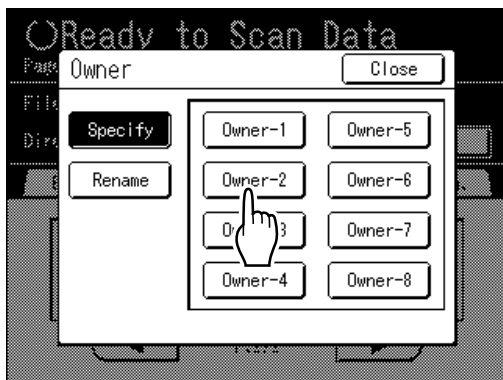 Ready to Scan Data
Owner
Close
Specify
Owner-1
Owner-5
Rename
Owner-2
Owner-6
Owner-7
Owner-4
Owner-8